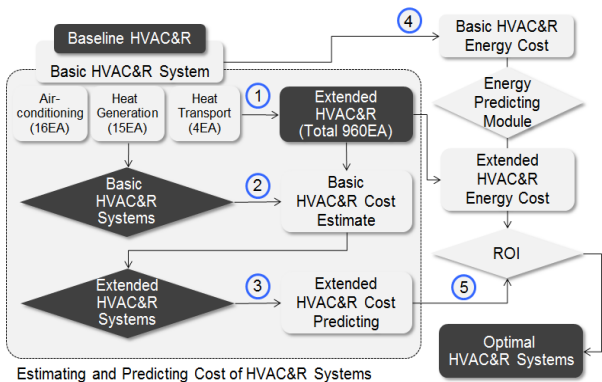 Baseline HVAC&R
Basic HVAC&R System
4
Basic HVAC&R
Energy Cost
Air-
conditioning
(16EA)
Heat
Generation
(15EA)
Heat
Transport
(4EA)
1
Extended
HVAC&R
(Total 960EA)
Energy
Predicting
Module
Basic
HVAC&R
Systems
2
Basic
HVAC&R Cost
Estimate
Extended
HVAC&R
Energy Cost
ROI
Extended
HVAC&R
Systems
3
Extended
HVAC&R Cost
Predicting
5
Optimal
HVAC&R Systems
Estimating and Predicting Cost of HVAC&R Systems